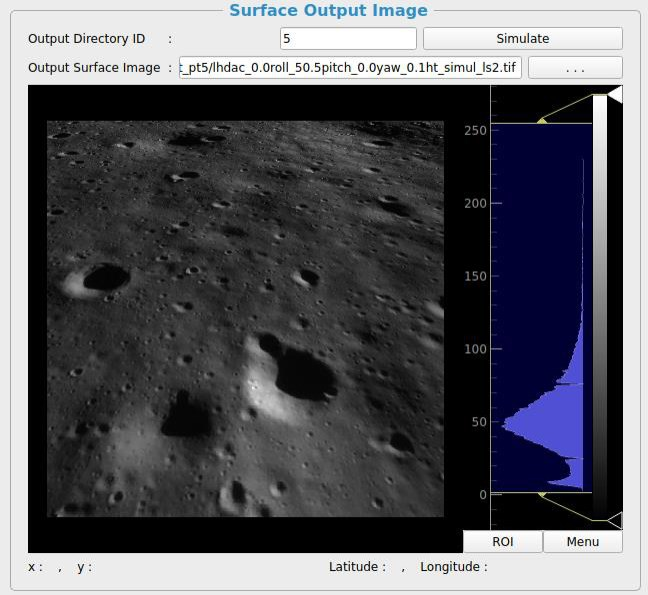 Surface Output Image
Output Directory ID : 5 Simulate
Output Surface Image : _pt5/lhdac_0.0roll_50.5pitch_0.0yaw_0.1ht_simul_ls2.tif ...
250
200
150
100
50
0
ROI Menu
x : , y : Latitude : , Longitude :